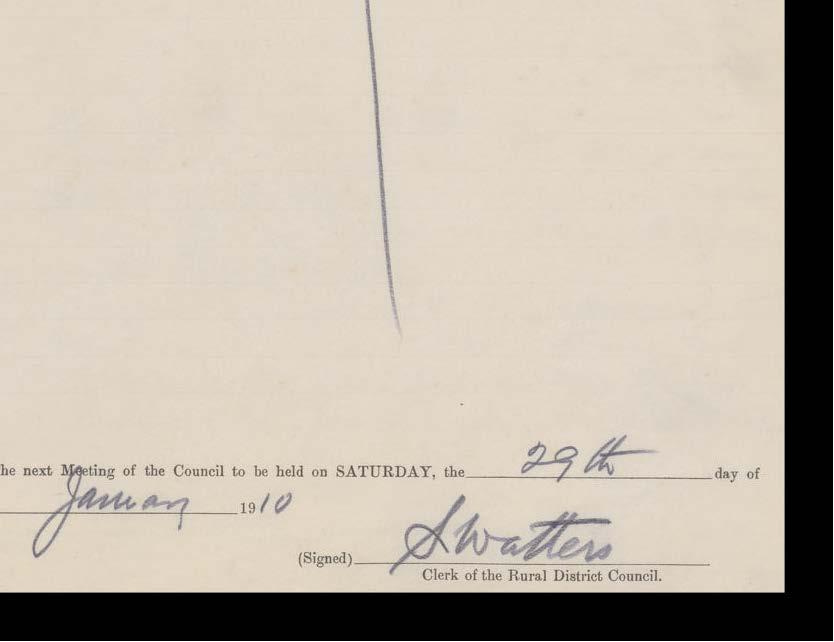 he next Meeting of the Council to be held on SATURDAY, the 29th day of
January 1910
(Signed) S Watters
Clerk of the Rural District Council.